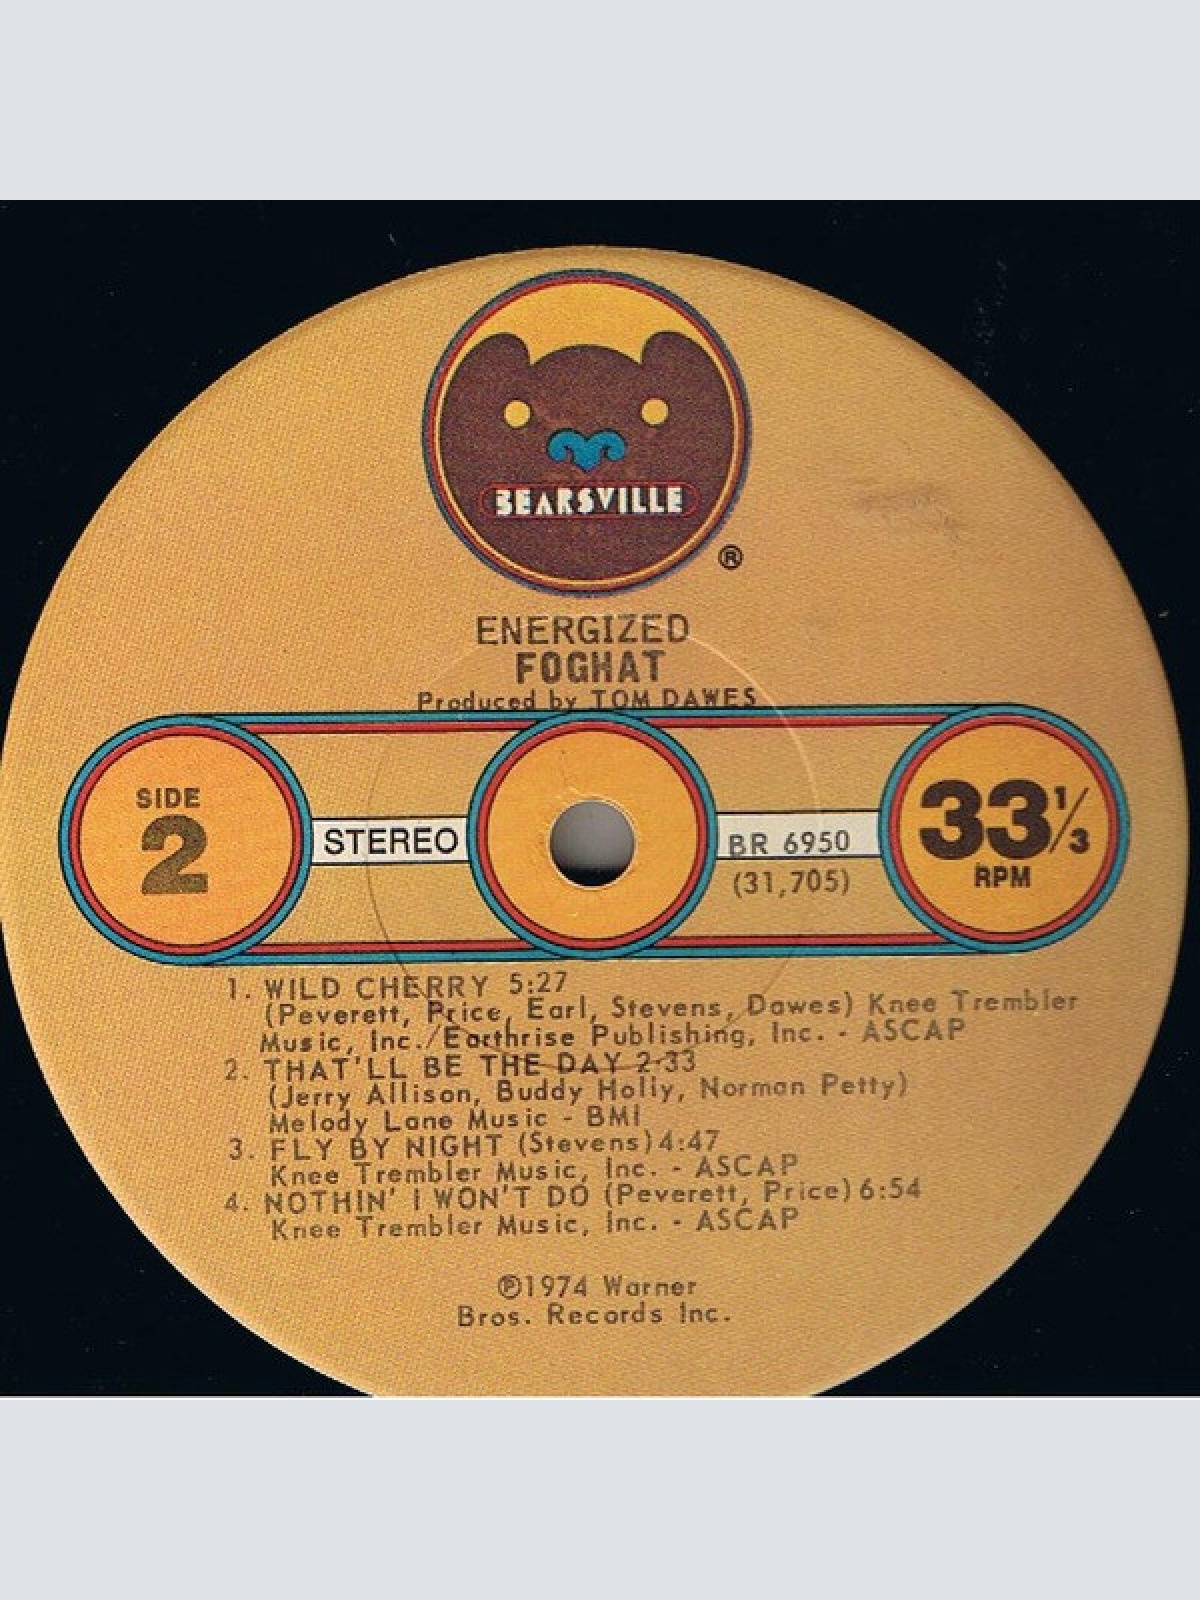 BEARSVILLE
®
ENERGIZED
FOGHAT
Produced by TOM DAWES
SIDE
2
STEREO
BR 6950
(31,705)
33 1/3
RPM
1. WILD CHERRY 5:27
(Peverett, Price, Earl, Stevens, Dawes) Knee Trembler
Music, Inc./Earthrise Publishing, Inc. - ASCAP
2. THAT'LL BE THE DAY 2:33
(Jerry Allison, Buddy Holly, Norman Petty)
Melody Lane Music - BMI
3. FLY BY NIGHT (Stevens) 4:47
Knee Trembler Music, Inc. - ASCAP
4. NOTHIN' I WON'T DO (Peverett, Price) 6:54
Knee Trembler Music, Inc. - ASCAP
℗1974 Warner
Bros. Records Inc.